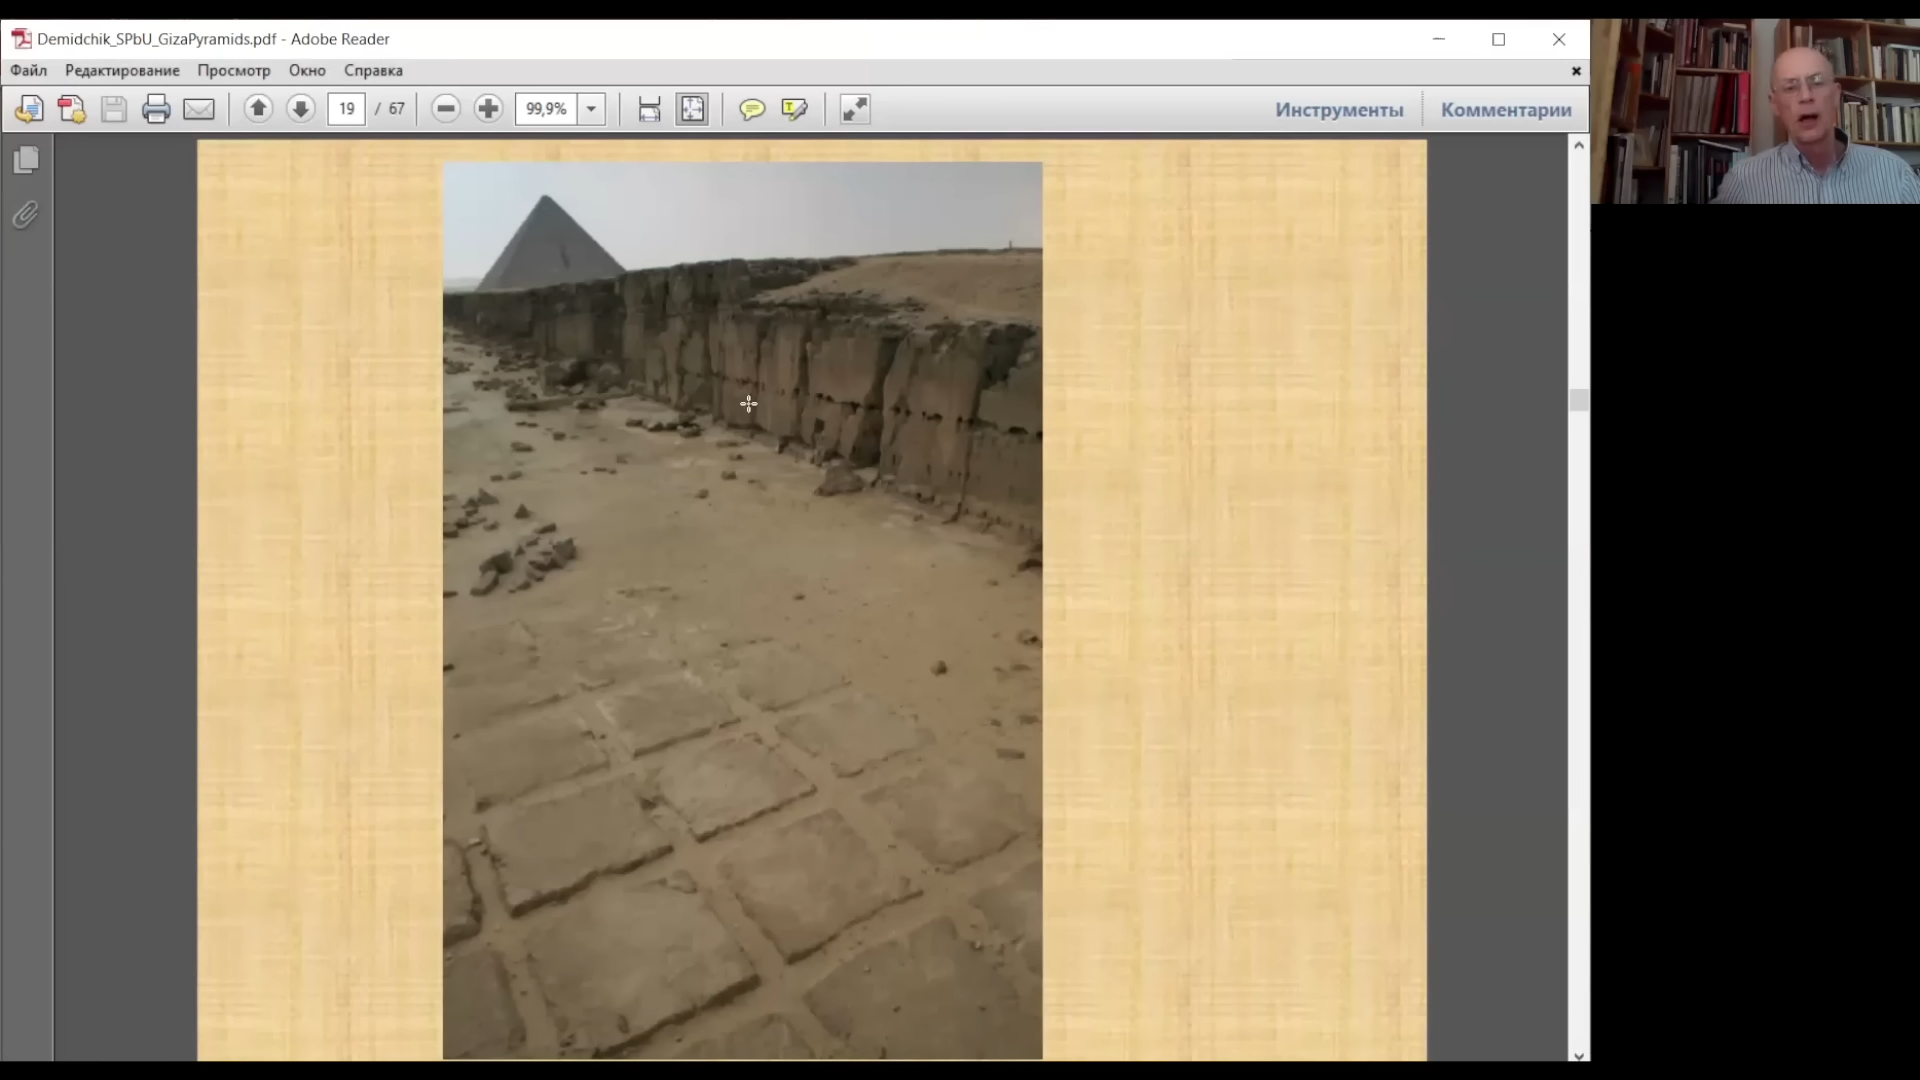 Demidchik_SPbU_GizaPyramids.pdf - Adobe Reader
Файл Редактирование Просмотр Окно Справка
19 / 67 99,9% Инструменты Комментарии